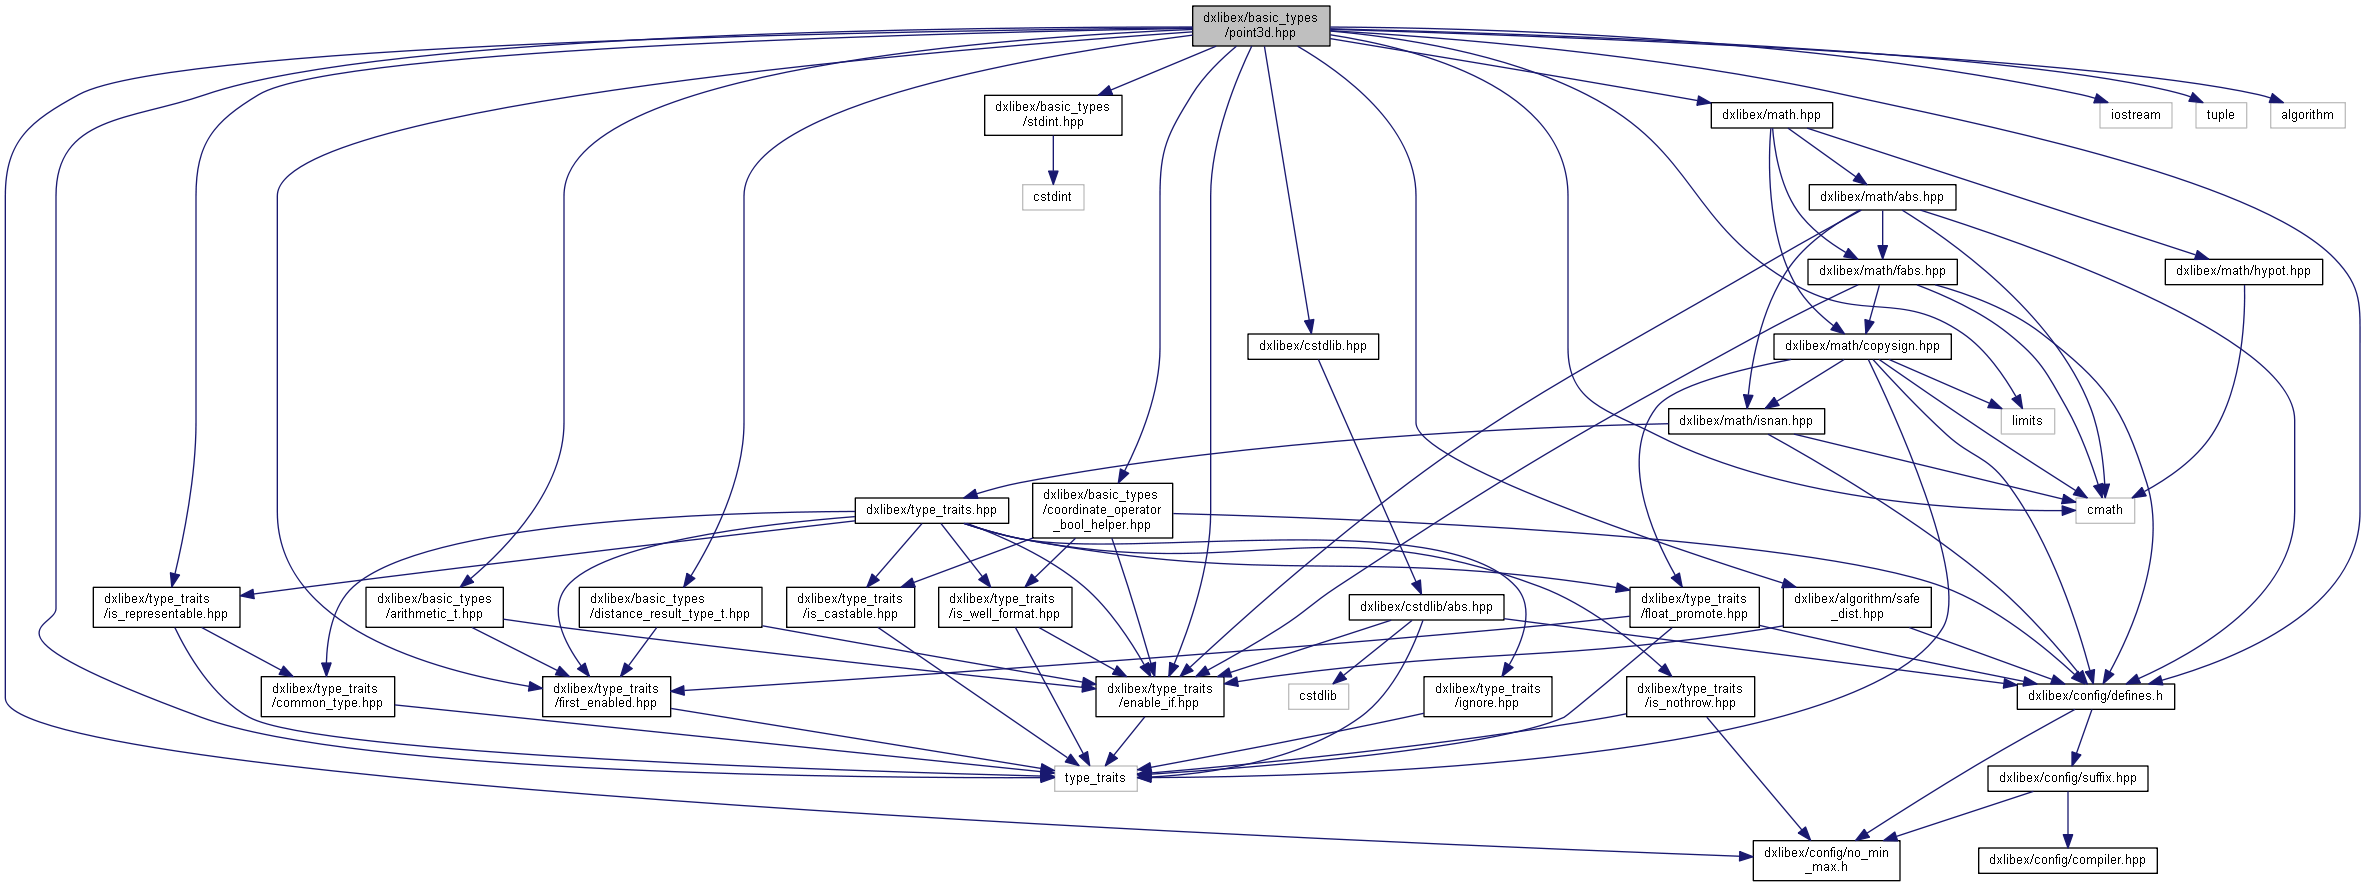 dxlibex/basic_types
/point3d.hpp
dxlibex/basic_types
/stdint.hpp
dxlibex/math.hpp
iostream
tuple
algorithm
cstdint
dxlibex/math/abs.hpp
dxlibex/math/fabs.hpp
dxlibex/math/hypot.hpp
dxlibex/cstdlib.hpp
dxlibex/math/copysign.hpp
dxlibex/math/isnan.hpp
limits
dxlibex/type_traits.hpp
dxlibex/basic_types
/coordinate_operator
_bool_helper.hpp
cmath
dxlibex/type_traits
/is_representable.hpp
dxlibex/basic_types
/arithmetic_t.hpp
dxlibex/basic_types
/distance_result_type_t.hpp
dxlibex/type_traits
/is_castable.hpp
dxlibex/type_traits
/is_well_format.hpp
dxlibex/cstdlib/abs.hpp
dxlibex/type_traits
/float_promote.hpp
dxlibex/algorithm/safe
_dist.hpp
dxlibex/type_traits
/common_type.hpp
dxlibex/type_traits
/first_enabled.hpp
dxlibex/type_traits
/enable_if.hpp
cstdlib
dxlibex/type_traits
/ignore.hpp
dxlibex/type_traits
/is_nothrow.hpp
dxlibex/config/defines.h
type_traits
dxlibex/config/suffix.hpp
dxlibex/config/no_min
_max.h
dxlibex/config/compiler.hpp